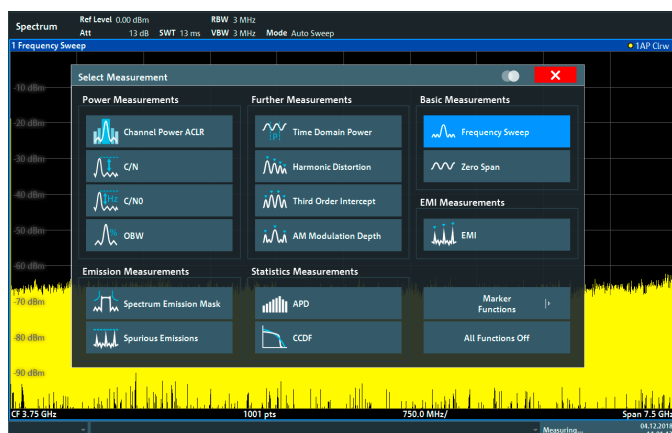 Spectrum
Ref Level 0.00 dBm RBW 3 MHz
Att 13 dB SWT 13 ms VBW 3 MHz Mode Auto Sweep
1 Frequency Sweep 1AP Clrw
Select Measurement
Power Measurements
Channel Power ACLR
C/N
C/N0
OBW
Further Measurements
Time Domain Power
Harmonic Distortion
Third Order Intercept
AM Modulation Depth
Basic Measurements
Frequency Sweep
Zero Span
EMI Measurements
EMI
Emission Measurements
Spectrum Emission Mask
Spurious Emissions
Statistics Measurements
APD
CCDF
Marker
Functions
All Functions Off
-10 dBm
-20 dBm
-30 dBm
-40 dBm
-50 dBm
-60 dBm
-70 dBm
-80 dBm
-90 dBm
CF 3.75 GHz 1001 pts 750.0 MHz/ Span 7.5 GHz
Measuring...